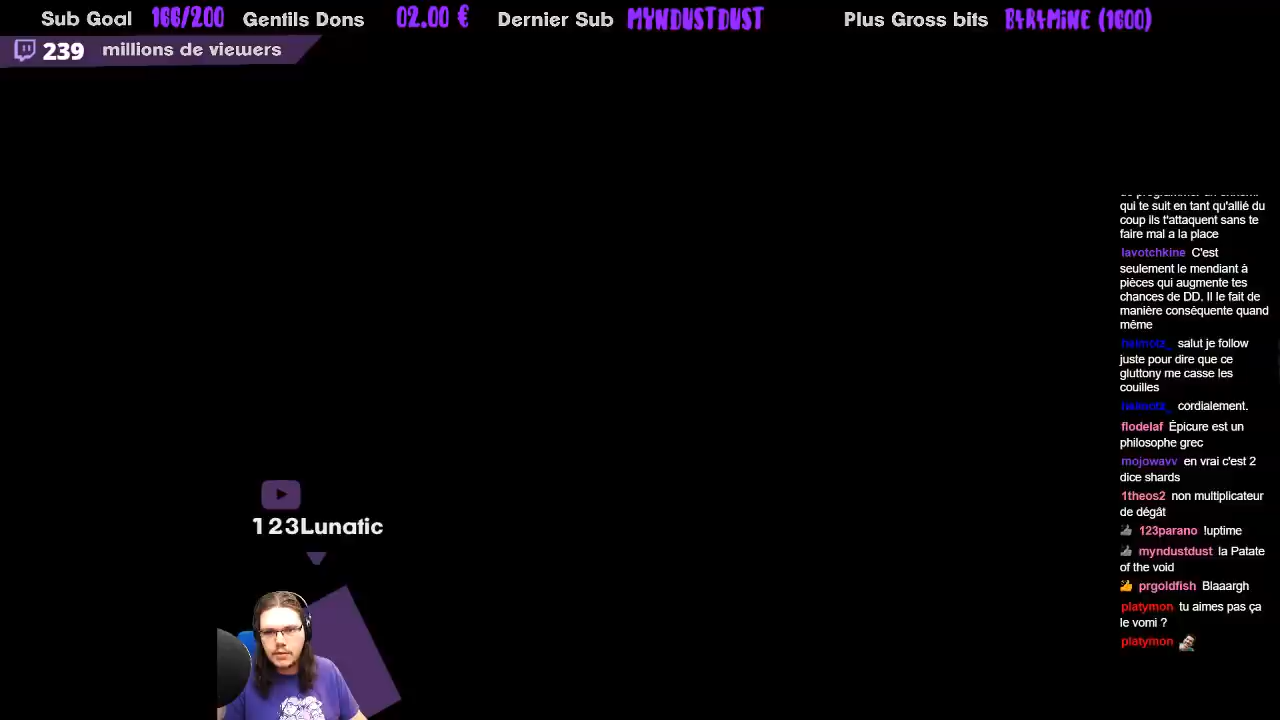 Sub Goal 166/200 Gentils Dons 02.00 € Dernier Sub MYNDUSTDUST Plus Gross bits B4R4MiNE (1600)
239 millions de viewers
qui te suit en tant qu'allié du
coup ils t'attaquent sans te
faire mal a la place
lavotchkine C'est
seulement le mendiant à
pièces qui augmente tes
chances de DD. Il le fait de
manière conséquente quand
même
salut je follow
juste pour dire que ce
gluttony me casse les
couilles
cordialement.
flodelaf Épicure est un
philosophe grec
mojowavv en vrai c'est 2
dice shards
1theos2 non multiplicateur
de dégât
123parano !uptime
myndustdust la Patate
of the void
prgoldfish Blaaargh
platymon tu aimes pas ça
le vomi ?
platymon
123Lunatic